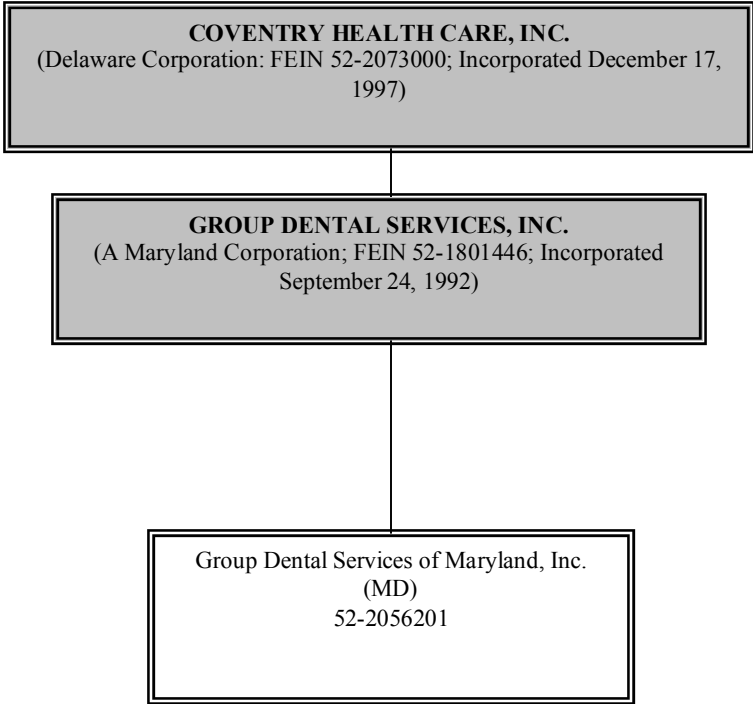 COVENTRY HEALTH CARE, INC.
(Delaware Corporation: FEIN 52-2073000; Incorporated December 17,
1997)
GROUP DENTAL SERVICES, INC.
(A Maryland Corporation; FEIN 52-1801446; Incorporated
September 24, 1992)
Group Dental Services of Maryland, Inc.
(MD)
52-2056201